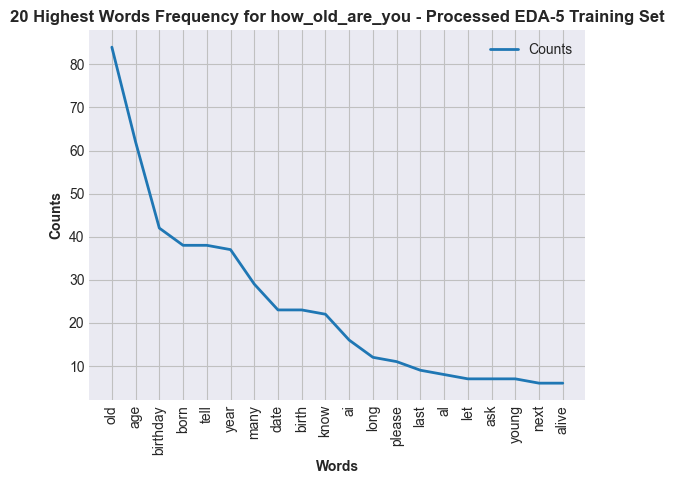 20 Highest Words Frequency for how_old_are_you - Processed EDA-5 Training Set
Counts
80
70
60
50
40
30
20
10
Counts
old
age
birthday
born
tell
year
many
date
birth
know
ai
long
please
last
al
let
ask
young
next
alive
Words